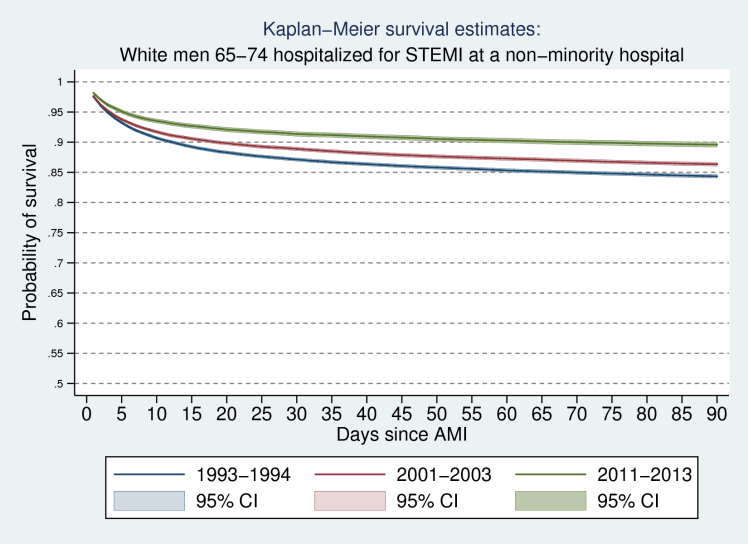 Kaplan−Meier survival estimates:
White men 65−74 hospitalized for STEMI at a non−minority hospital
Probability of survival
1
.95
.9
.85
.8
.75
.7
.65
.6
.55
.5
0 5 10 15 20 25 30 35 40 45 50 55 60 65 70 75 80 85 90
Days since AMI
1993−1994 2001−2003 2011−2013
95% CI 95% CI 95% CI